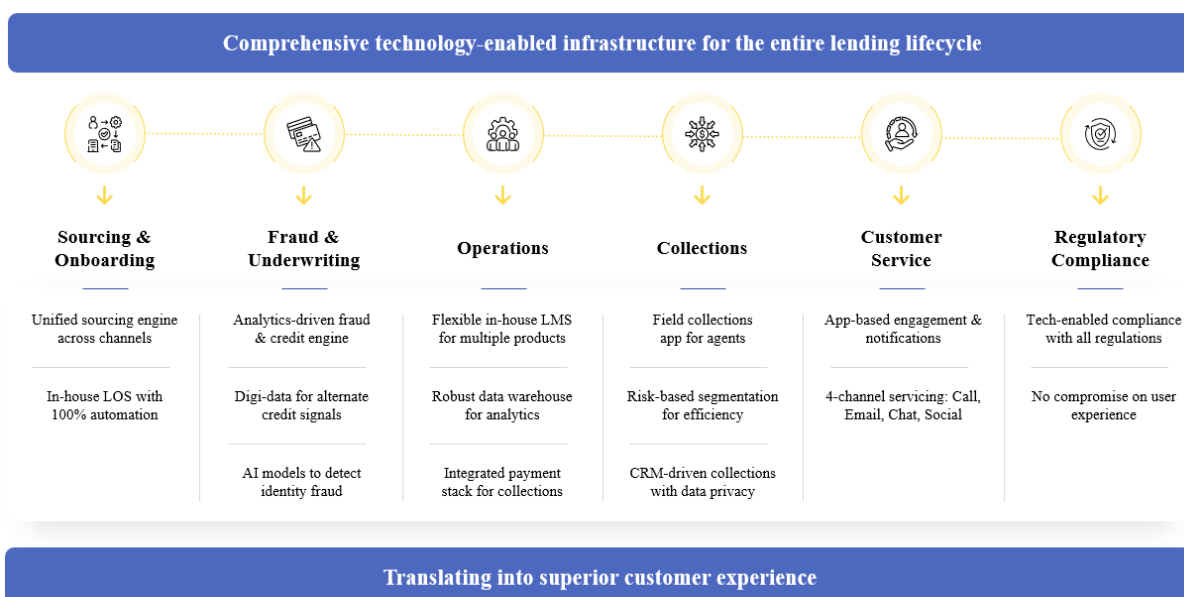 Comprehensive technology-enabled infrastructure for the entire lending lifecycle
Sourcing &
Onboarding
Unified sourcing engine
across channels
In-house LOS with
100% automation
Fraud &
Underwriting
Analytics-driven fraud
& credit engine
Digi-data for alternate
credit signals
AI models to detect
identity fraud
Operations
Flexible in-house LMS
for multiple products
Robust data warehouse
for analytics
Integrated payment
stack for collections
Collections
Field collections
app for agents
Risk-based segmentation
for efficiency
CRM-driven collections
with data privacy
Customer
Service
App-based engagement &
notifications
4-channel servicing: Call,
Email, Chat, Social
Regulatory
Compliance
Tech-enabled compliance
with all regulations
No compromise on user
experience
Translating into superior customer experience